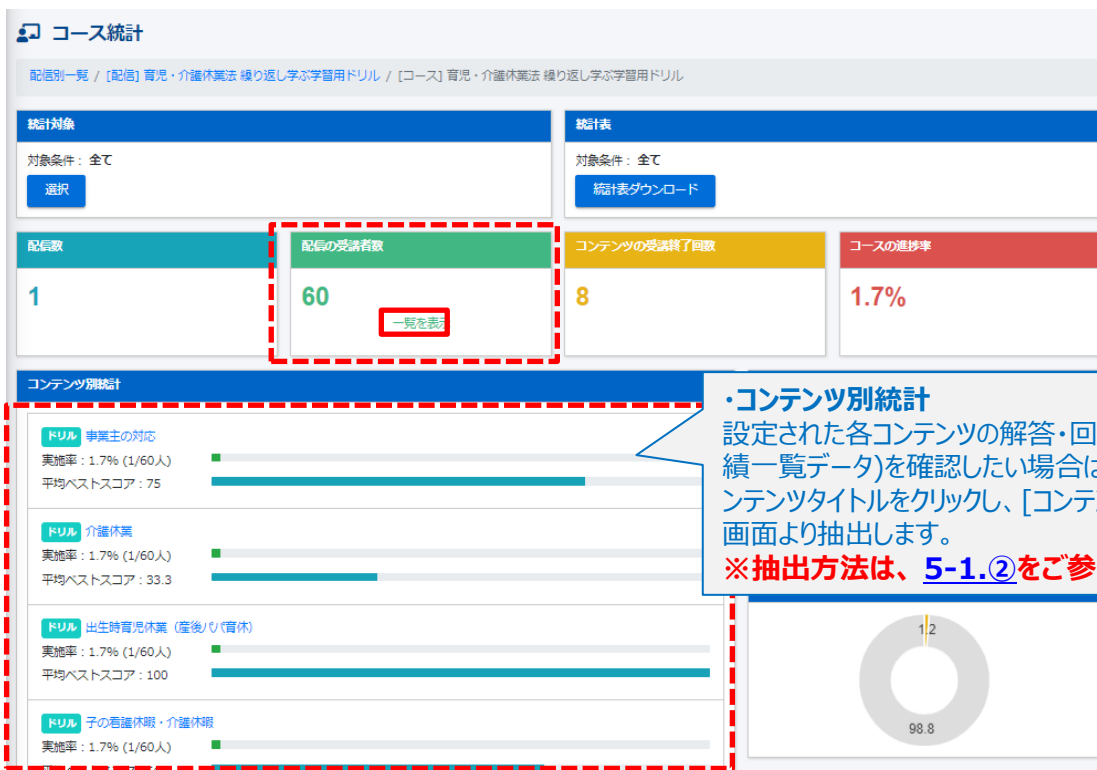 コース統計
配信別一覧 / [配信] 育児・介護休業法 繰り返し学ぶ学習用ドリル / [コース] 育児・介護休業法 繰り返し学ぶ学習用ドリル
統計対象
対象条件： 全て
選択
統計表
対象条件： 全て
統計表ダウンロード
配信数
1
配信の受講者数
60
一覧を表示
コンテンツの受講終了回数
8
コースの進捗率
1.7%
コンテンツ別統計
ドリル 事業主の対応
実施率：1.7% (1/60人)
平均ベストスコア：75
ドリル 介護休業
実施率：1.7% (1/60人)
平均ベストスコア：33.3
ドリル 出生時育児休業（産後パパ育休）
実施率：1.7% (1/60人)
平均ベストスコア：100
ドリル 子の看護休暇・介護休暇
実施率：1.7% (1/60人)
・コンテンツ別統計
設定された各コンテンツの解答・回
績一覧データ)を確認したい場合は
ンテンツタイトルをクリックし、[コンテ
画面より抽出します。
※抽出方法は、5-1.②をご参
1.2
98.8